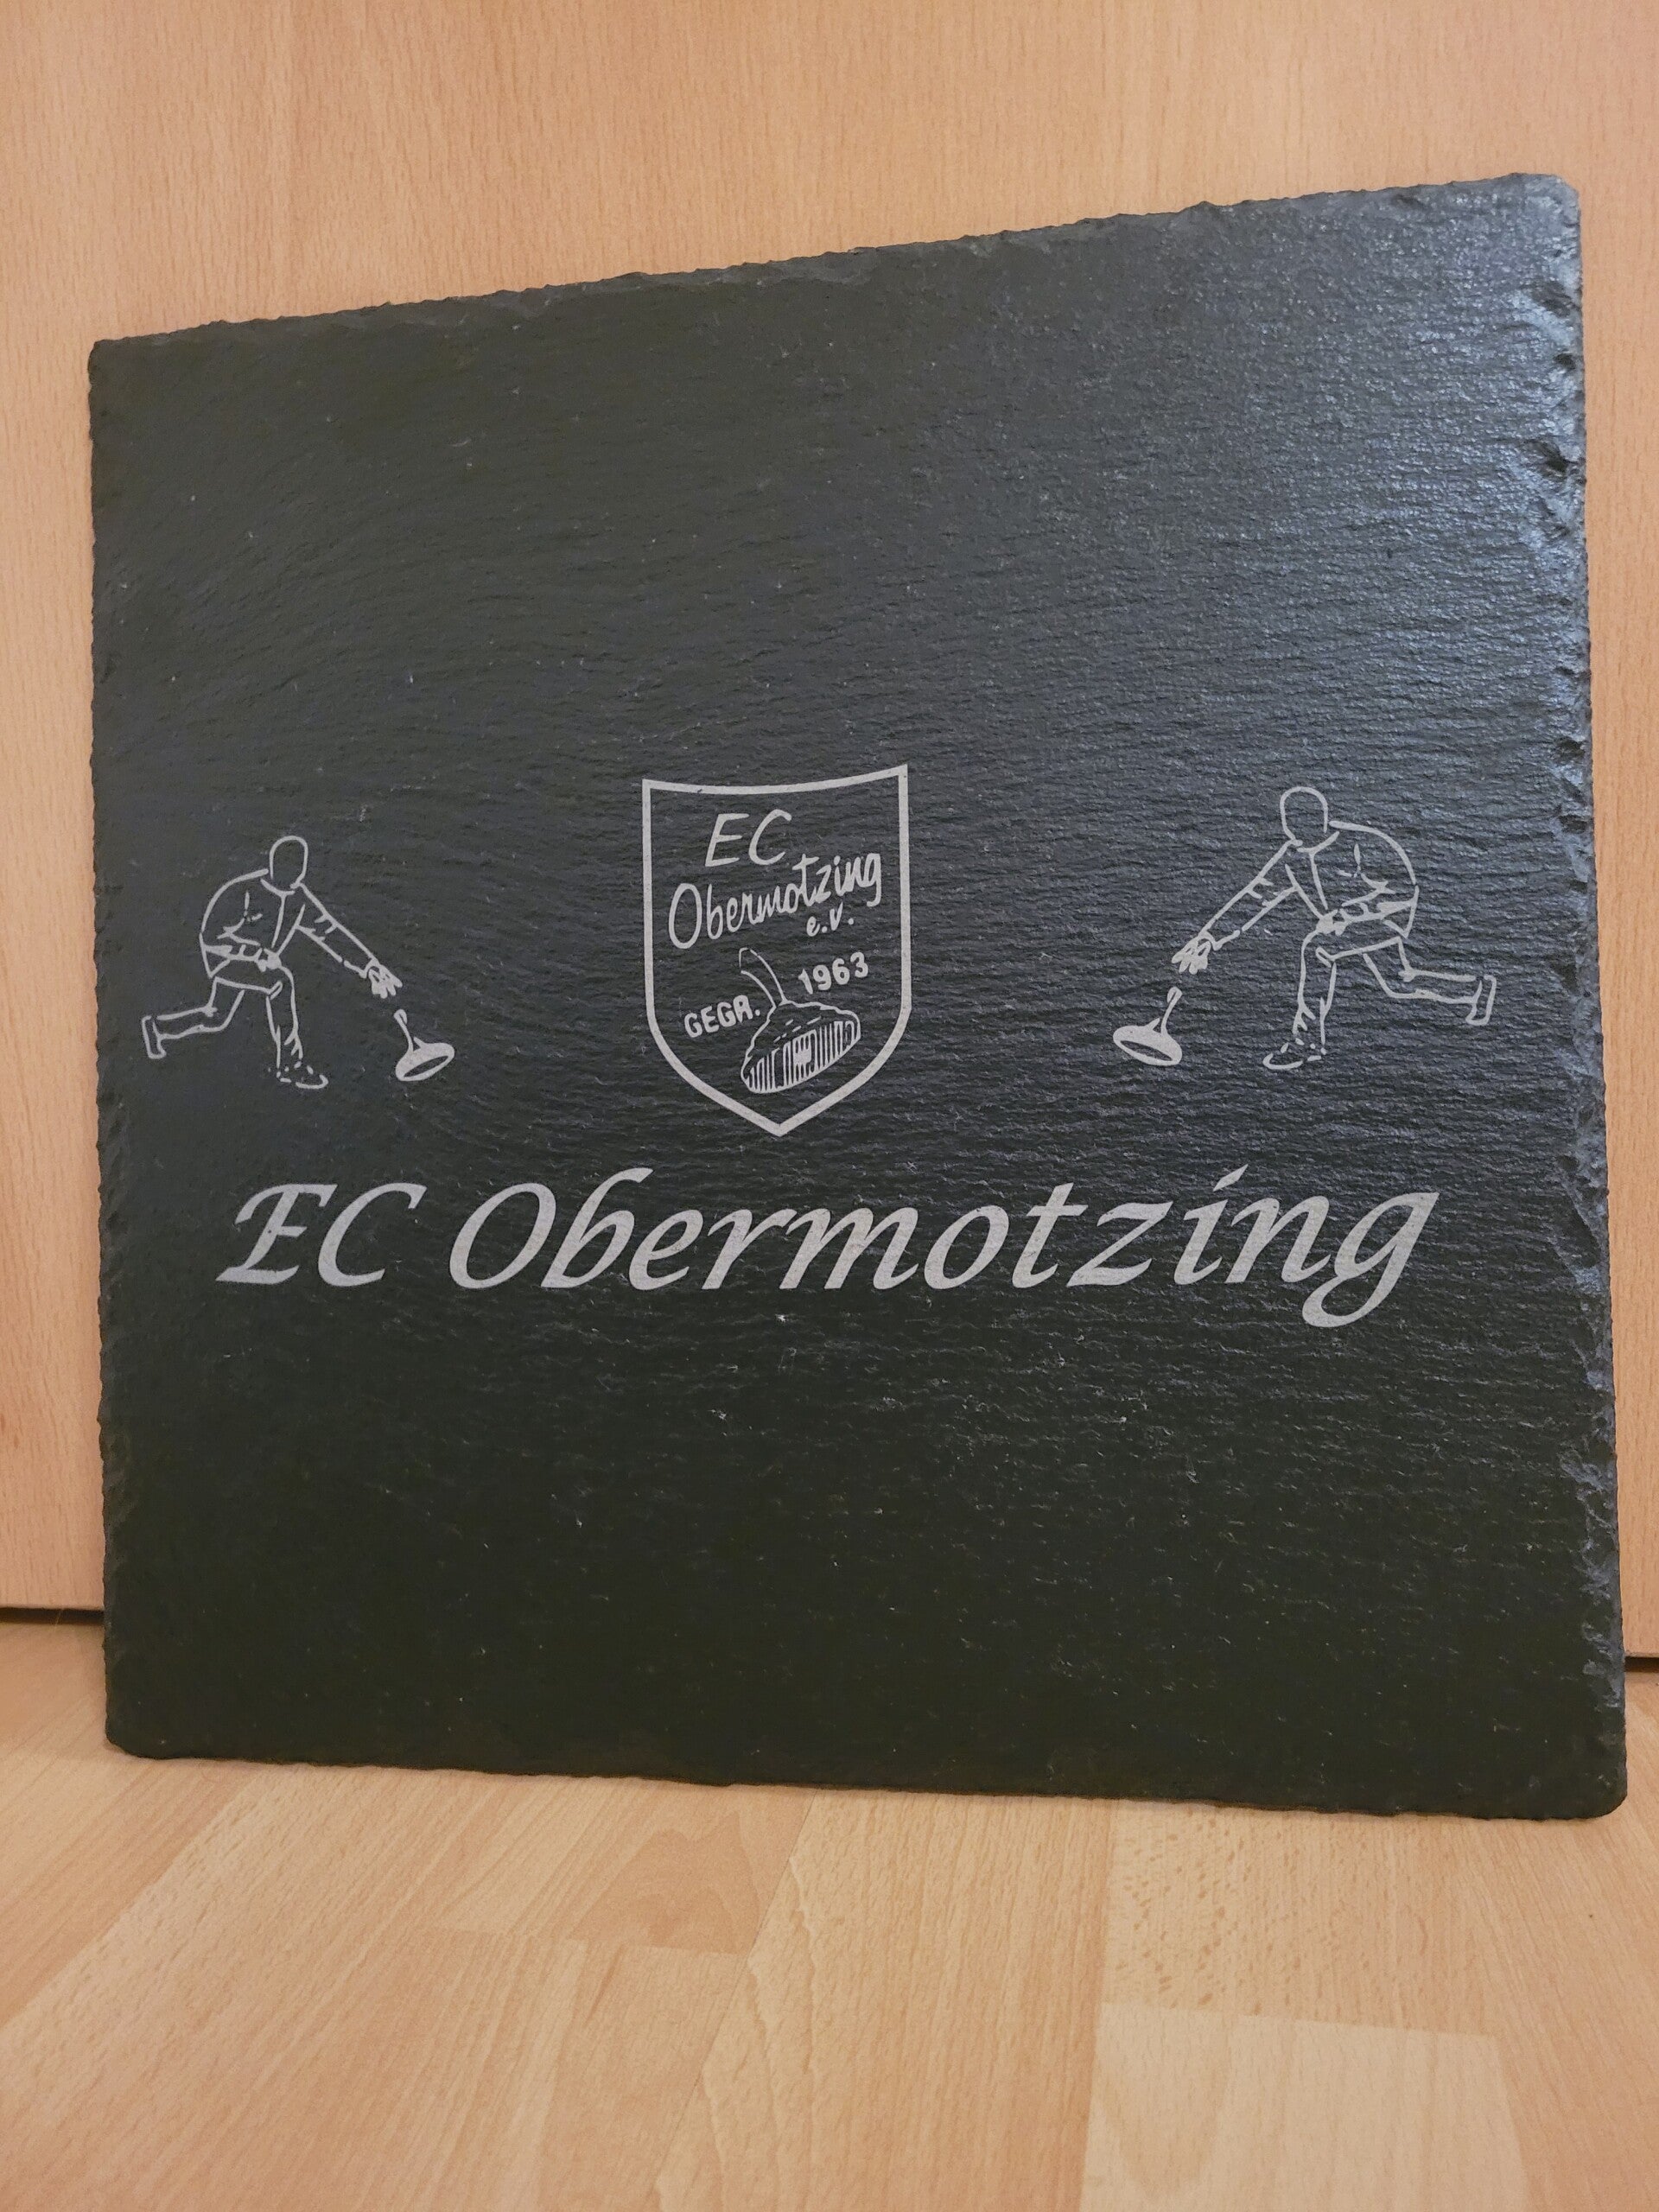 EC
Obermotzing
e.V.
GEGR. 1963
EC Obermotzing